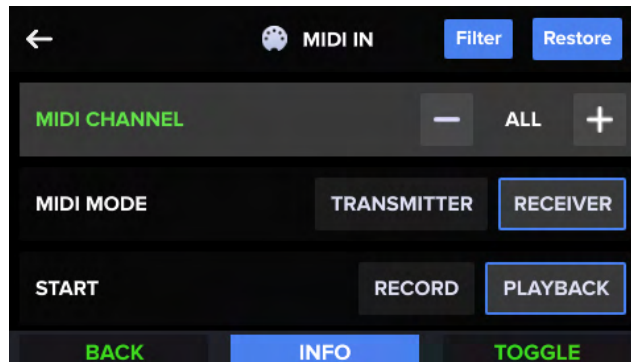 MIDI IN Filter Restore
MIDI CHANNEL ALL
MIDI MODE TRANSMITTER RECEIVER
START RECORD PLAYBACK
BACK INFO TOGGLE